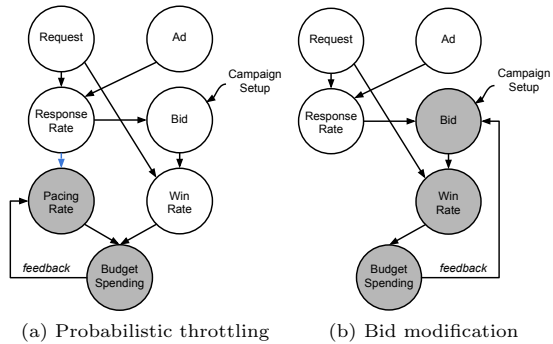 Request
Ad
Response
Rate
Bid
Campaign
Setup
Pacing
Rate
Win
Rate
feedback
Budget
Spending
(a) Probabilistic throttling
Request
Ad
Response
Rate
Bid
Campaign
Setup
Win
Rate
Budget
Spending
feedback
(b) Bid modification